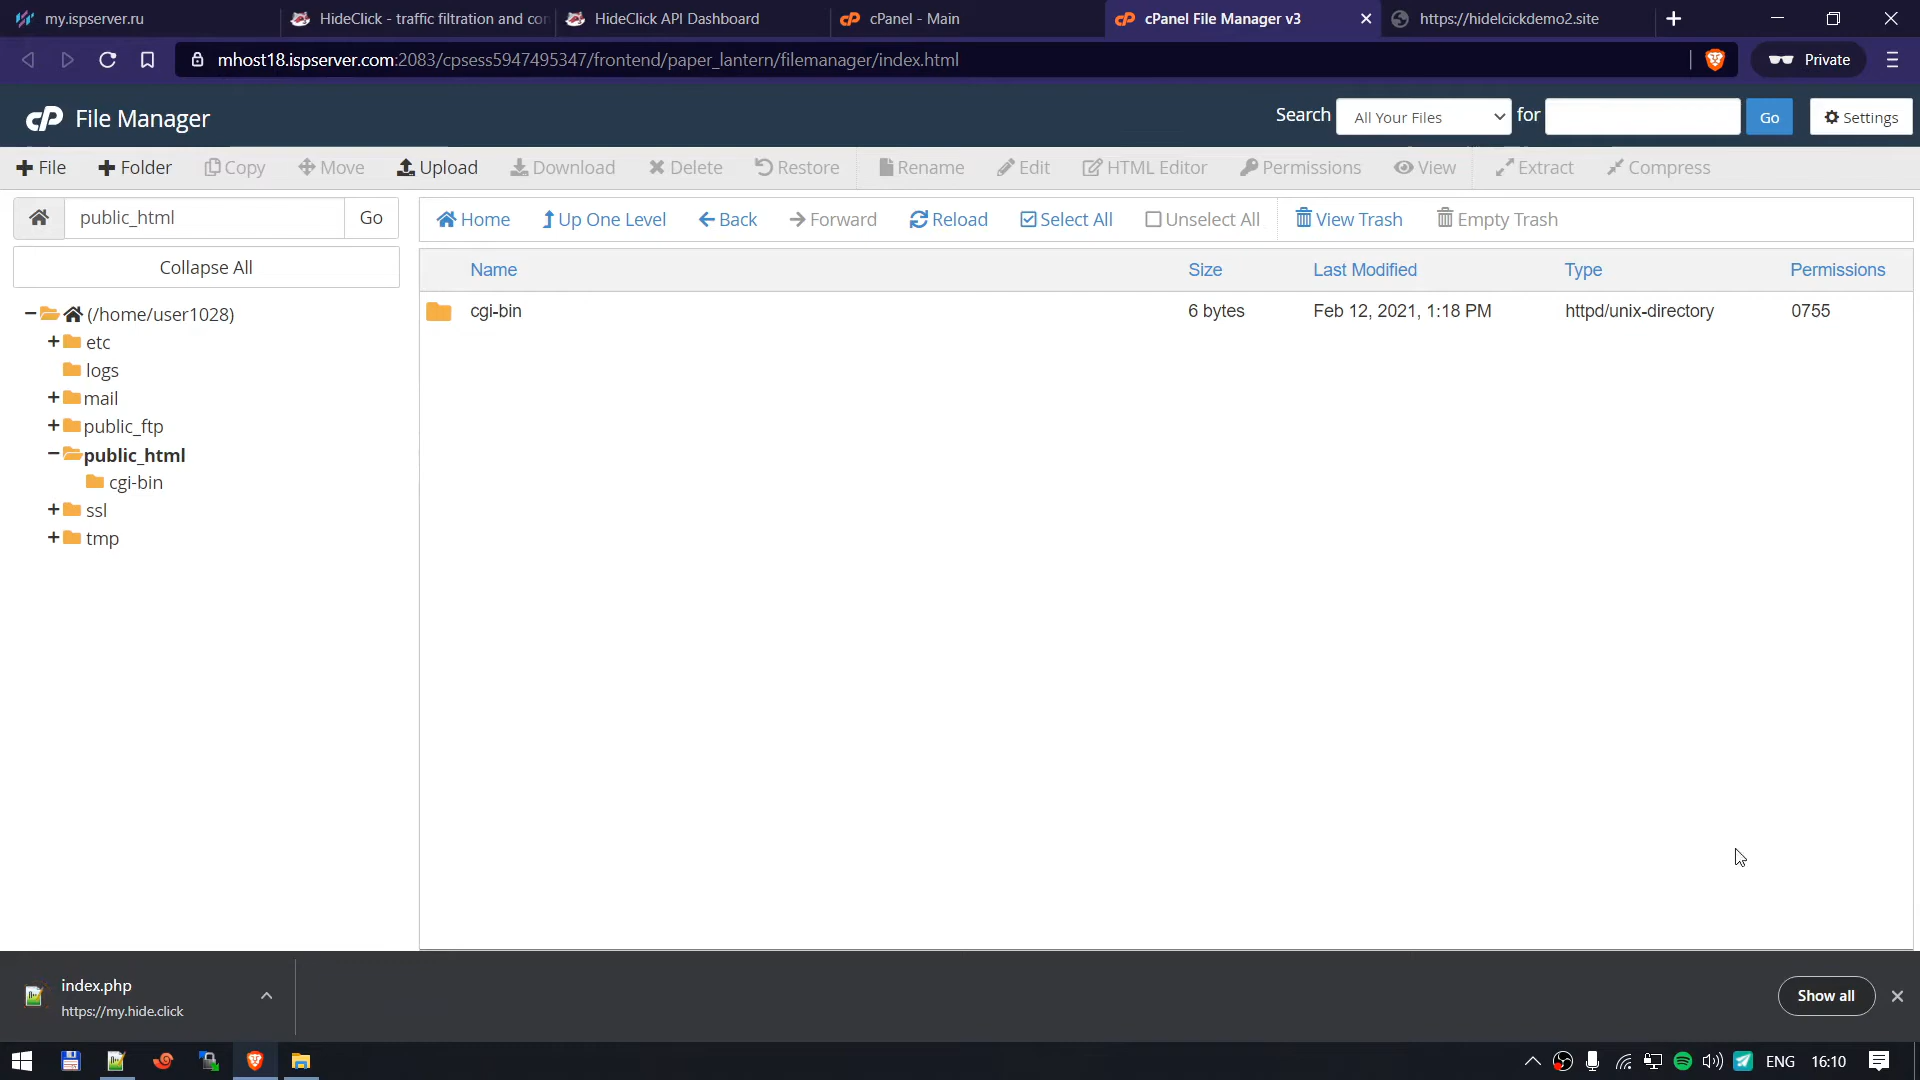 my.ispserver.ru
HideClick - traffic filtration and con
HideClick API Dashboard
cPanel - Main
cPanel File Manager v3
https://hidelcickdemo2.site
mhost18.ispserver.com:2083/cpsess5947495347/frontend/paper_lantern/filemanager/index.html
Private
cP File Manager
Search All Your Files for Go Settings
File Folder Copy Move Upload Download Delete Restore Rename Edit HTML Editor Permissions View Extract Compress
public_html Go
Home Up One Level Back Forward Reload Select All Unselect All View Trash Empty Trash
Collapse All
Name Size Last Modified Type Permissions
cgi-bin 6 bytes Feb 12, 2021, 1:18 PM httpd/unix-directory 0755
(/home/user1028)
etc
logs
mail
public_ftp
public_html
cgi-bin
ssl
tmp
index.php
https://my.hide.click
Show all
ENG 16:10